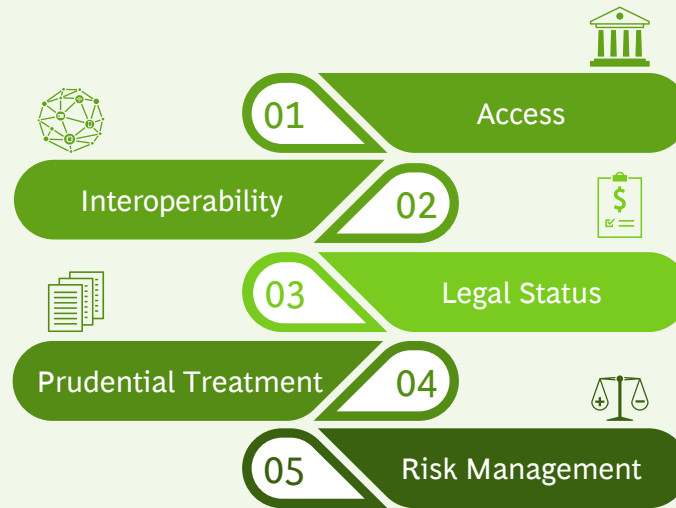 01
Access
Interoperability
02
$
03
Legal Status
Prudential Treatment
04
05
Risk Management